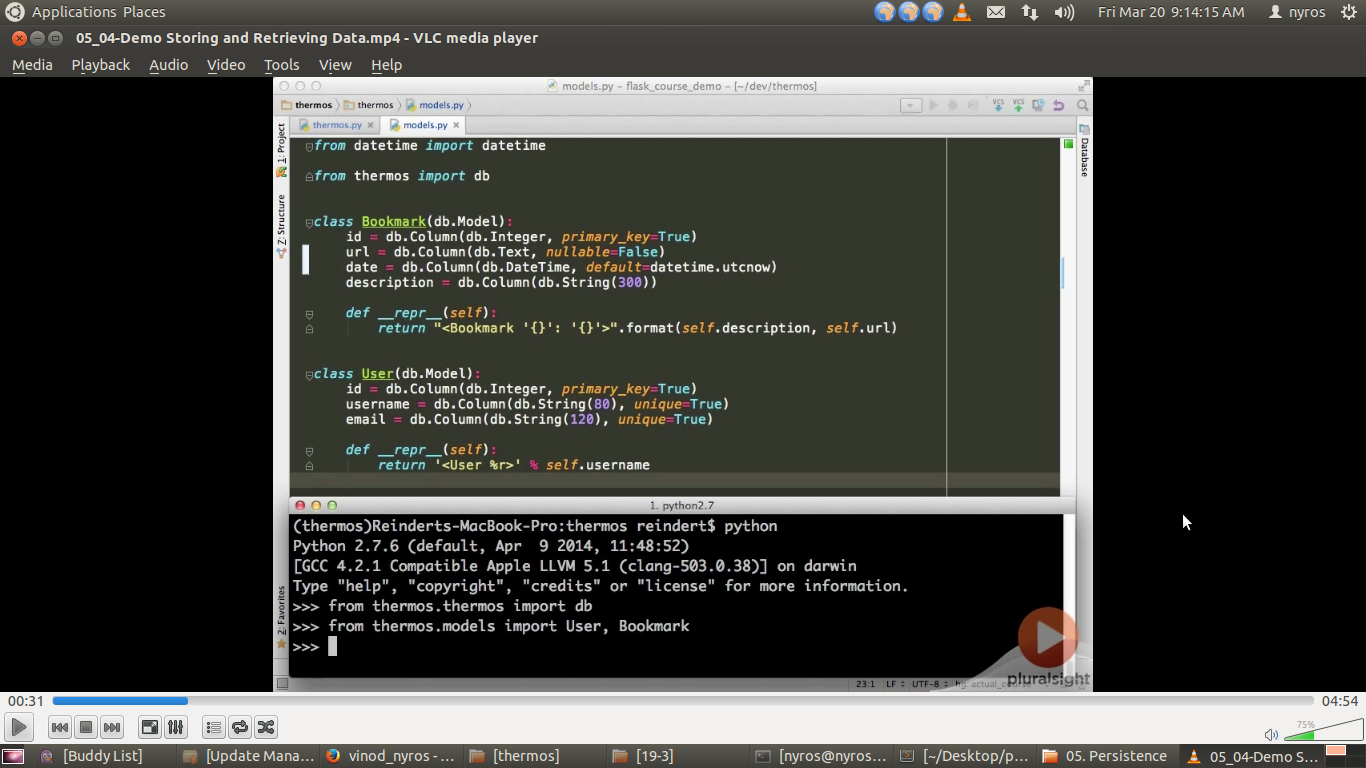 Applications Places
Fri Mar 20 9:14:15 AM nyros
05_04-Demo Storing and Retrieving Data.mp4 - VLC media player
Media Playback Audio Video Tools View Help
models.py - flask_course_demo - [~/dev/thermos]
thermos thermos models.py
thermos.py models.py
1: Project
7: Structure
2: Favorites
Database
from datetime import datetime
from thermos import db
class Bookmark(db.Model):
id = db.Column(db.Integer, primary_key=True)
url = db.Column(db.Text, nullable=False)
date = db.Column(db.DateTime, default=datetime.utcnow)
description = db.Column(db.String(300))
def __repr__(self):
return "<Bookmark '{}': '{}'>".format(self.description, self.url)
class User(db.Model):
id = db.Column(db.Integer, primary_key=True)
username = db.Column(db.String(80), unique=True)
email = db.Column(db.String(120), unique=True)
def __repr__(self):
return '<User %r>' % self.username
1. python2.7
(thermos)Reinderts-MacBook-Pro:thermos reindert$ python
Python 2.7.6 (default, Apr  9 2014, 11:48:52)
[GCC 4.2.1 Compatible Apple LLVM 5.1 (clang-503.0.38)] on darwin
Type "help", "copyright", "credits" or "license" for more information.
>>> from thermos.thermos import db
>>> from thermos.models import User, Bookmark
>>>
pluralsight
23:1 LF UTF-8 hg: actual_course
00:31 04:54
75%
[Buddy List] [Update Mana... vinod_nyros - ... [thermos] [19-3] [nyros@nyros... [~/Desktop/p... 05. Persistence 05_04-Demo S...